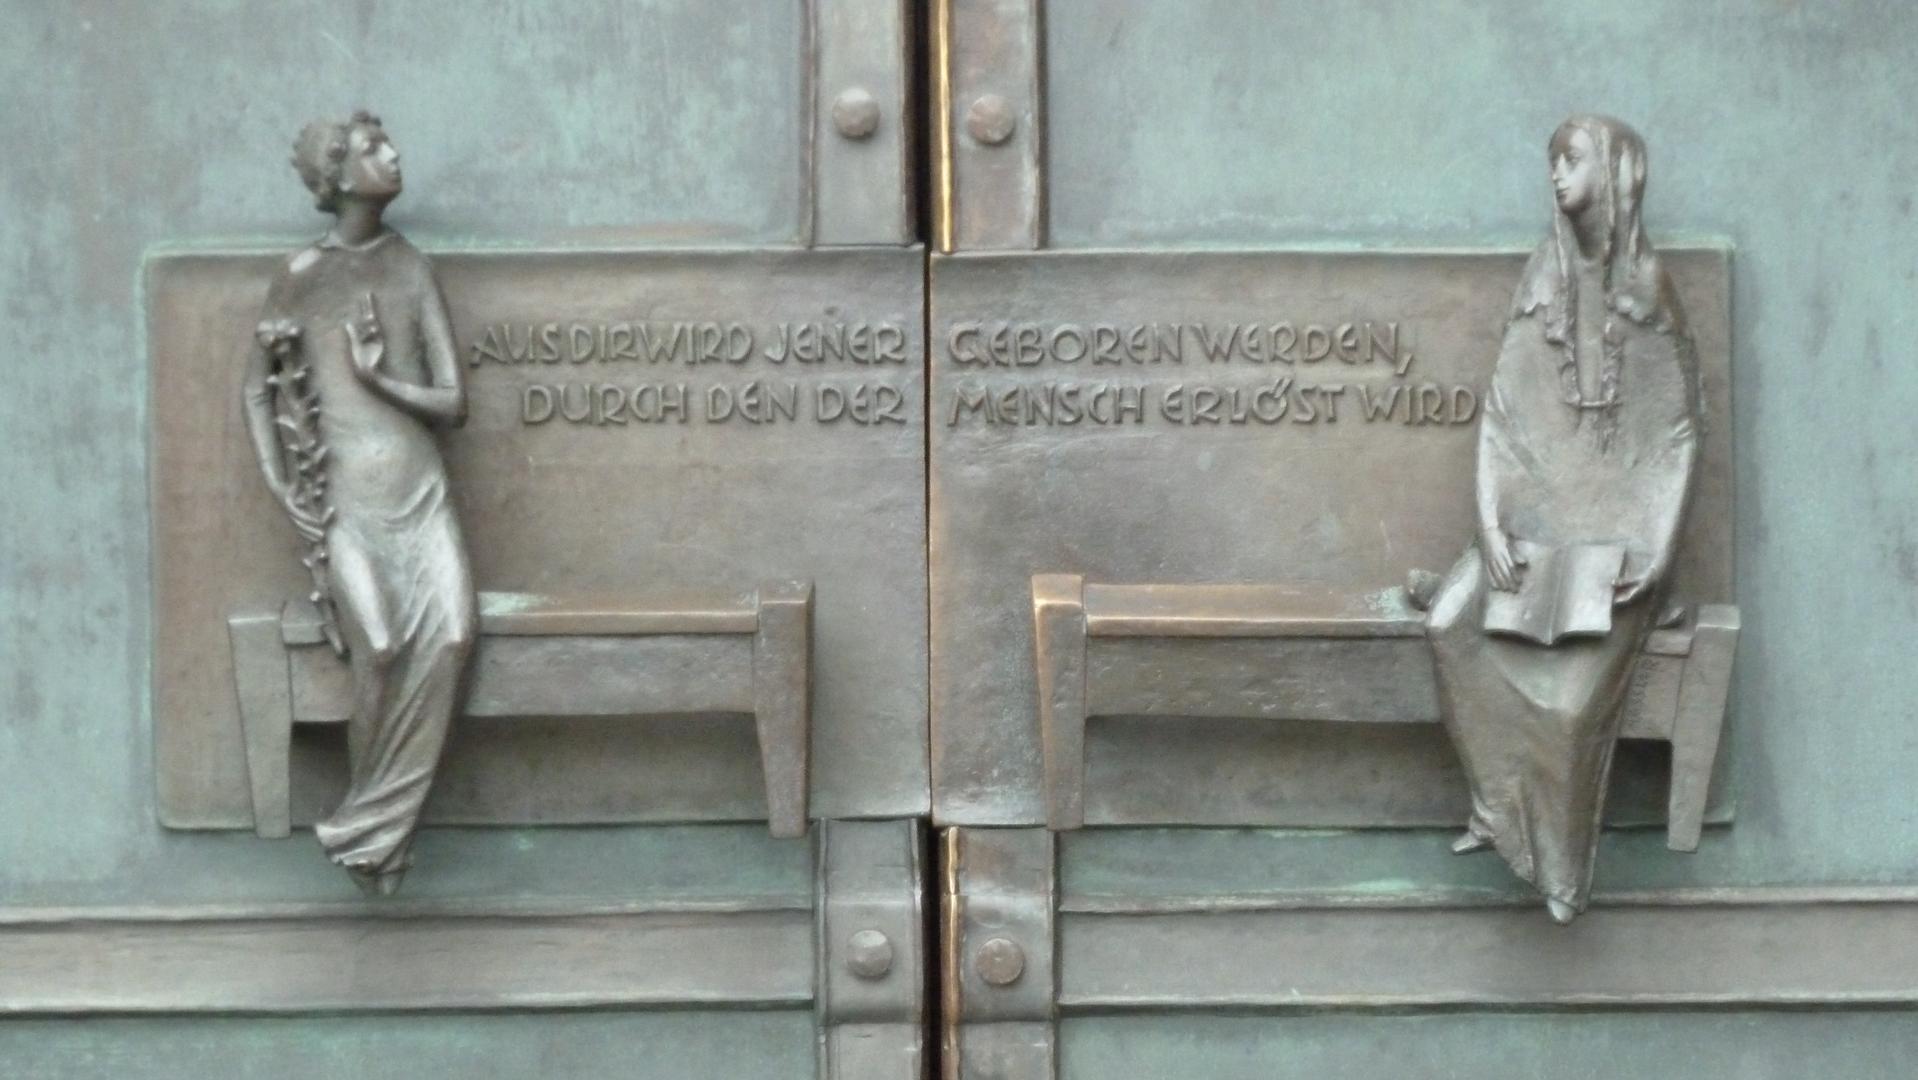 AUS DIR WIRD JENER GEBOREN WERDEN,
DURCH DEN DER MENSCH ERLÖST WIRD